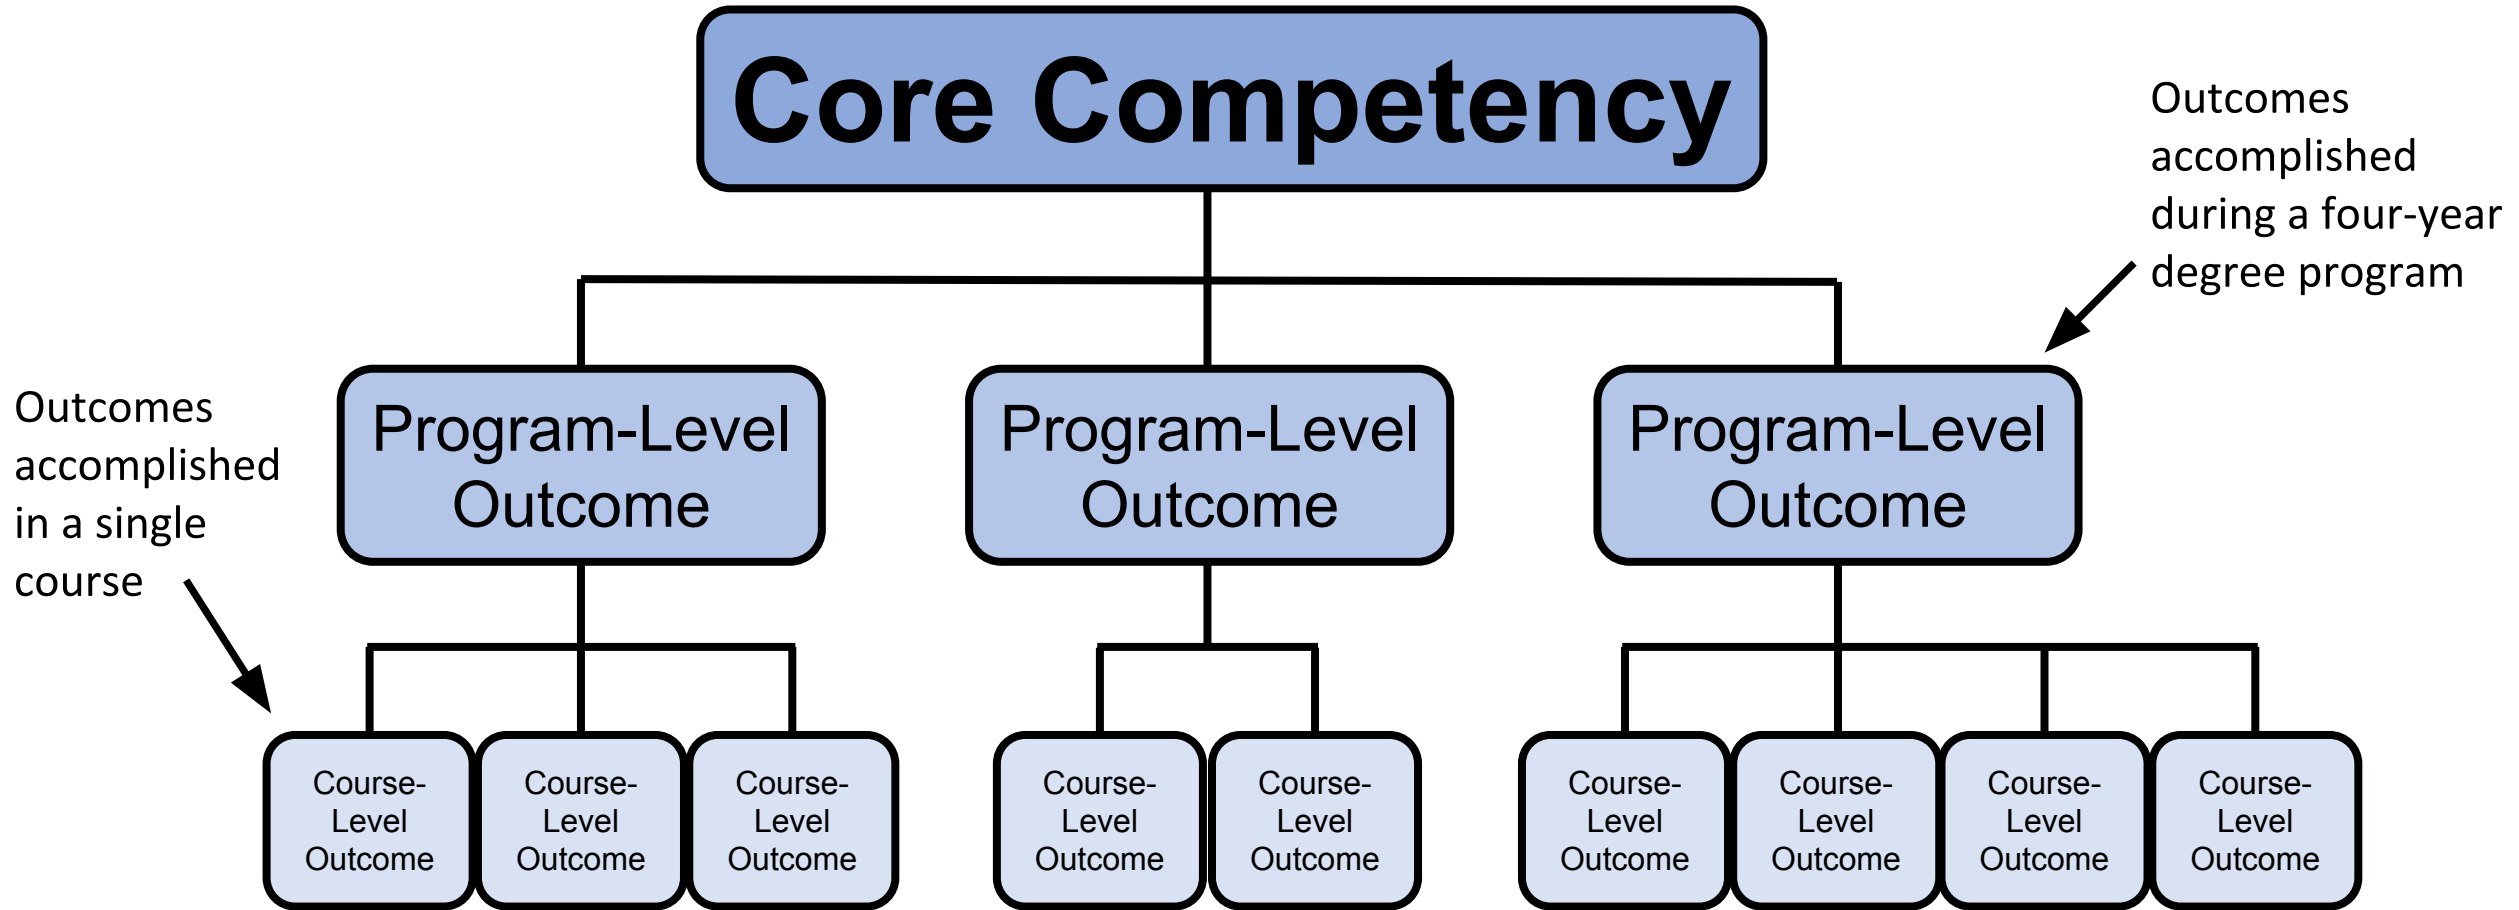 Core Competency
Outcomes
accomplished
during a four-year
degree program
Outcomes
accomplished
in a single
course
Program-Level
Outcome
Program-Level
Outcome
Program-Level
Outcome
Course-
Level
Outcome
Course-
Level
Outcome
Course-
Level
Outcome
Course-
Level
Outcome
Course-
Level
Outcome
Course-
Level
Outcome
Course-
Level
Outcome
Course-
Level
Outcome
Course-
Level
Outcome